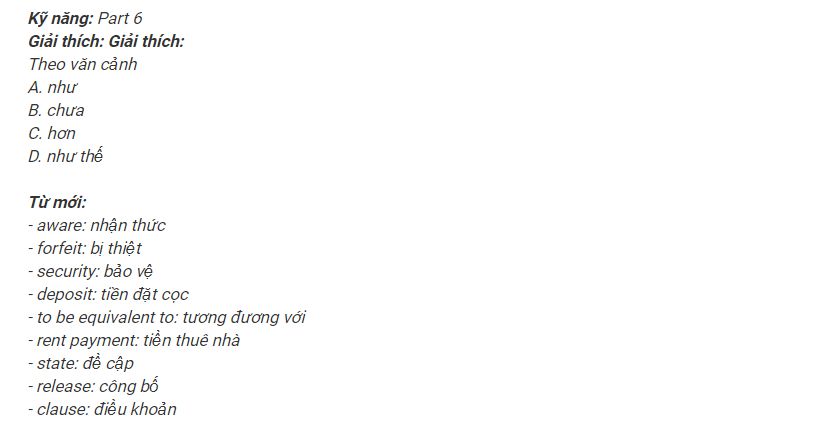 Kỹ năng: Part 6
Giải thích: Giải thích:
Theo văn cảnh
A. như
B. chưa
C. hơn
D. như thế
Từ mới:
- aware: nhận thức
- forfeit: bị thiệt
- security: bảo vệ
- deposit: tiền đặt cọc
- to be equivalent to: tương đương với
- rent payment: tiền thuê nhà
- state: đề cập
- release: công bố
- clause: điều khoản